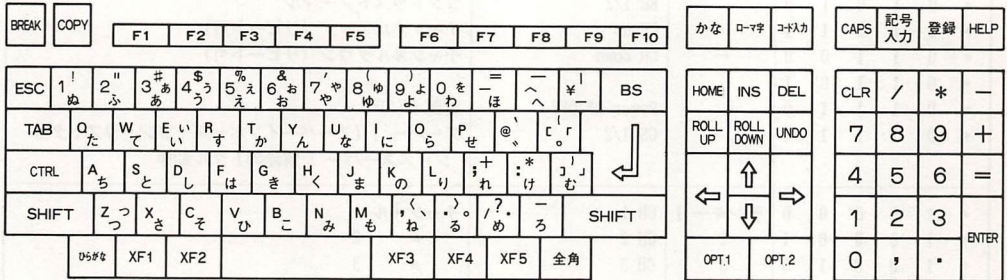 BREAK COPY F1 F2 F3 F4 F5 F6 F7 F8 F9 F10 かな ローマ字 コード入力 CAPS 記号入力 登録 HELP
ESC 1 ! ぬ 2 " ふ 3 # ぁ あ 4 $ ぅ う 5 % ぇ え 6 & ぉ お 7 ' ゃ や 8 ( ゅ ゆ 9 ) ょ よ 0 を わ - = ほ ^ へ ¥ | ー BS HOME INS DEL CLR / * -
TAB Q た W て E ぃ い R す T か Y ん U な I に O ら P せ @ ` ゛ [ { 「 ゜ ROLL UP ROLL DOWN UNDO 7 8 9 +
CTRL A ち S と D し F は G き H く J ま K の L り ; + れ : * け ] } 」 む ⇦ ⇧ ⇨ 4 5 6 =
SHIFT Z っ つ X さ C そ V ひ B こ N み M も , < 、 ね . > 。 る / ? ・ め _ ろ SHIFT ⇩ 1 2 3 ENTER
ひらがな XF1 XF2 XF3 XF4 XF5 全角 OPT.1 OPT.2 0 , .